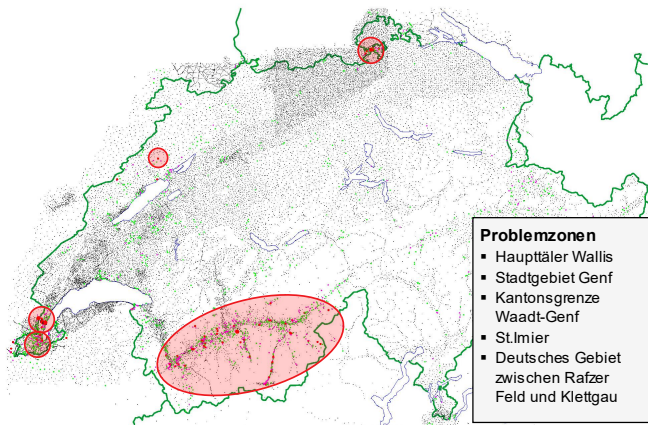 Problemzonen
▪ Haupttäler Wallis
▪ Stadtgebiet Genf
▪ Kantonsgrenze
Waadt-Genf
▪ St.Imier
▪ Deutsches Gebiet
zwischen Rafzer
Feld und Klettgau